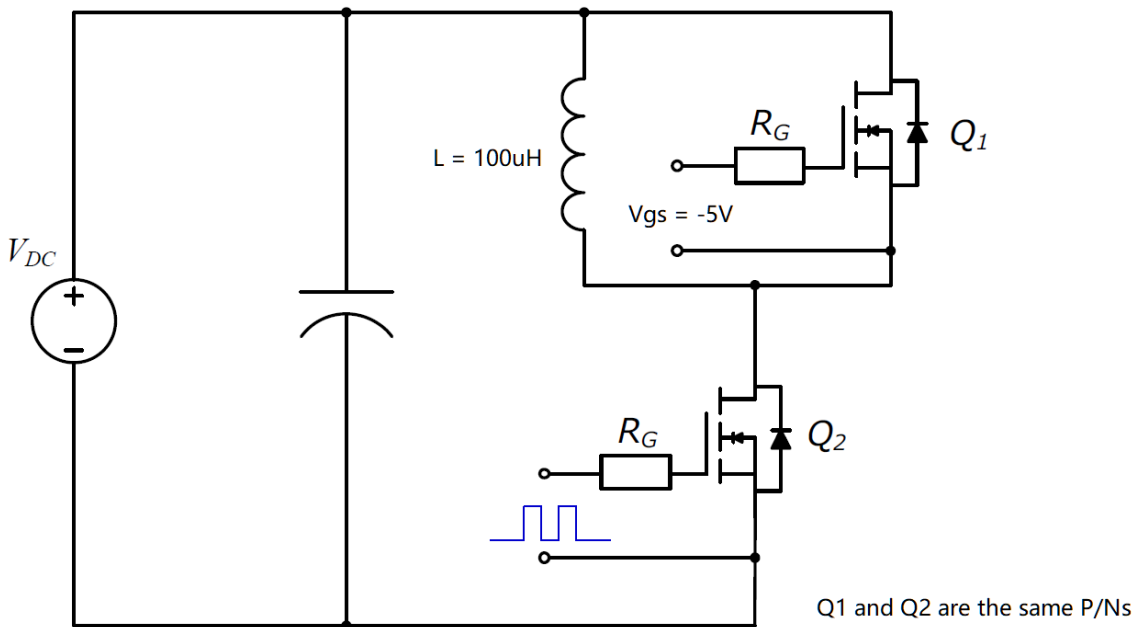 L = 100uH
R_G
Q_1
Vgs = -5V
V_DC
+
−
R_G
Q_2
Q1 and Q2 are the same P/Ns